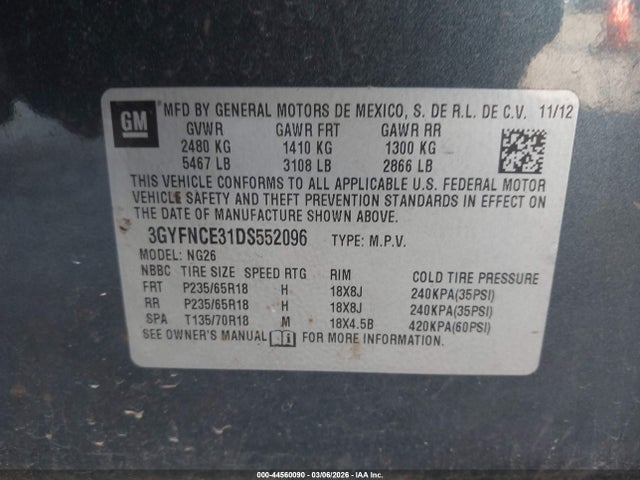 GM
MFD BY GENERAL MOTORS DE MEXICO, S. DE R.L. DE C.V. 11/12
GVWR GAWR FRT GAWR RR
2480 KG 1410 KG 1300 KG
5467 LB 3108 LB 2866 LB
THIS VEHICLE CONFORMS TO ALL APPLICABLE U.S. FEDERAL MOTOR
VEHICLE SAFETY AND THEFT PREVENTION STANDARDS IN EFFECT ON
THE DATE OF MANUFACTURE SHOWN ABOVE.
3GYFNCE31DS552096 TYPE: M.P.V.
MODEL: NG26
NBBC TIRE SIZE SPEED RTG RIM COLD TIRE PRESSURE
FRT P235/65R18 H 18X8J 240KPA(35PSI)
RR P235/65R18 H 18X8J 240KPA(35PSI)
SPA T135/70R18 M 18X4.5B 420KPA(60PSI)
SEE OWNER'S MANUAL FOR MORE INFORMATION.
000-44560090 | 03/06/2026 | IAA Inc.